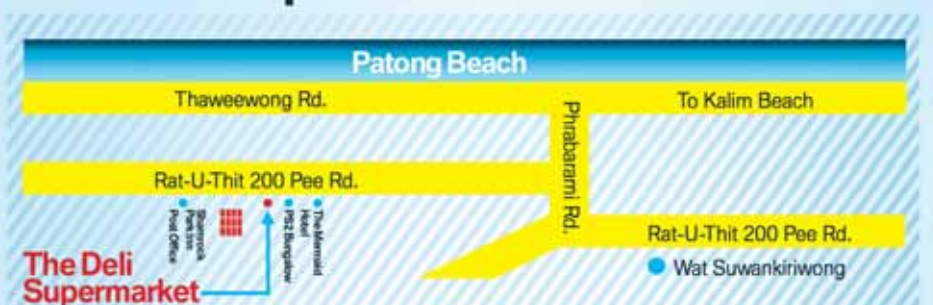 Patong Beach
Thaweewong Rd.
To Kalim Beach
Phrabarami Rd.
Rat-U-Thit 200 Pee Rd.
Rat-U-Thit 200 Pee Rd.
Wat Suwankiriwong
The Mermaid
Hotel
PS2 Bungalow
Shamrock
Park Inn
Post Office
The Deli
Supermarket